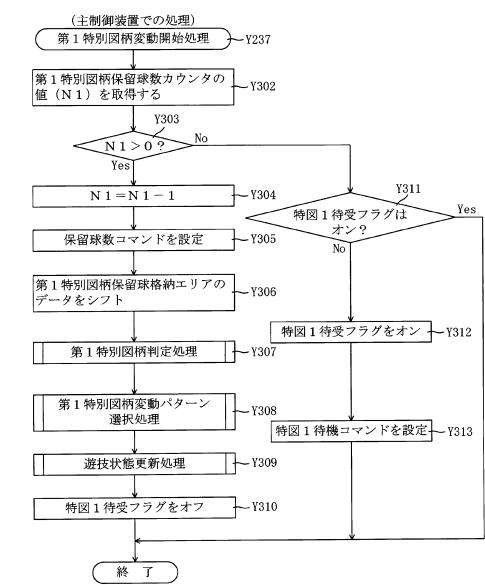 (主制御装置での処理)
第１特別図柄変動開始処理
Y237
第１特別図柄保留球数カウンタの
値（Ｎ１）を取得する
Y302
Y303
Ｎ１＞０？
No
Yes
Ｎ１＝Ｎ１－１
Y304
保留球数コマンドを設定
Y305
第１特別図柄保留球格納エリアの
データをシフト
Y306
第１特別図柄判定処理
Y307
第１特別図柄変動パターン
選択処理
Y308
遊技状態更新処理
Y309
特図１待受フラグをオフ
Y310
終 了
Y311
特図１待受フラグは
オン？
Yes
No
特図１待受フラグをオン
Y312
特図１待機コマンドを設定
Y313